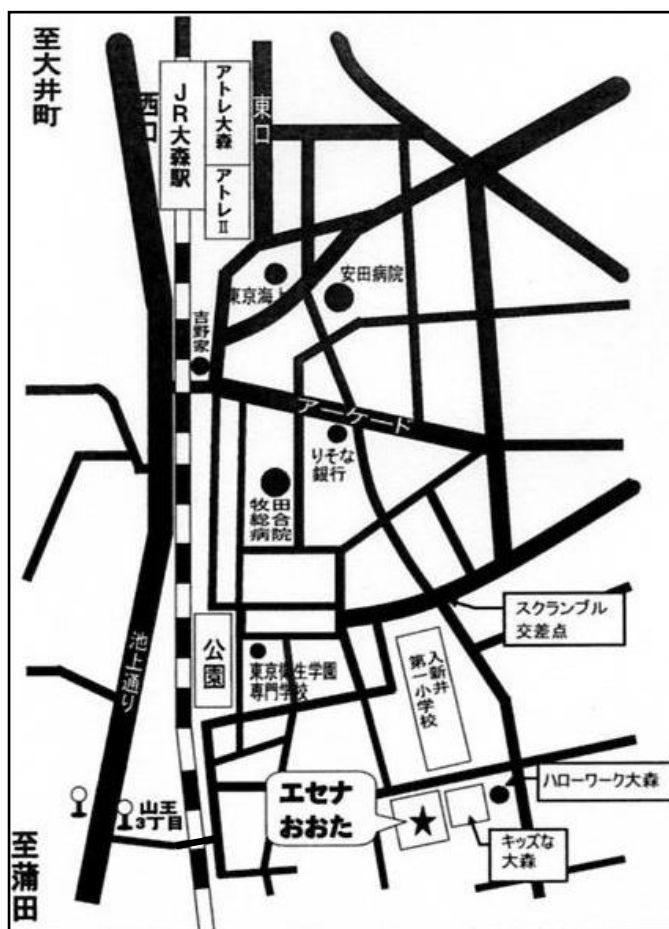 至大井町
西口
JR大森駅
アトレ大森
アトレⅡ
東口
東京海上
安田病院
吉野家
アーケード
りそな
銀行
牧田
総合
病院
スクランブル
交差点
公園
池上通り
東京衛生学園
専門学校
入新井
第一小学校
ハローワーク大森
エセナ
おおた
キッズな
大森
山王
3丁目
至蒲田